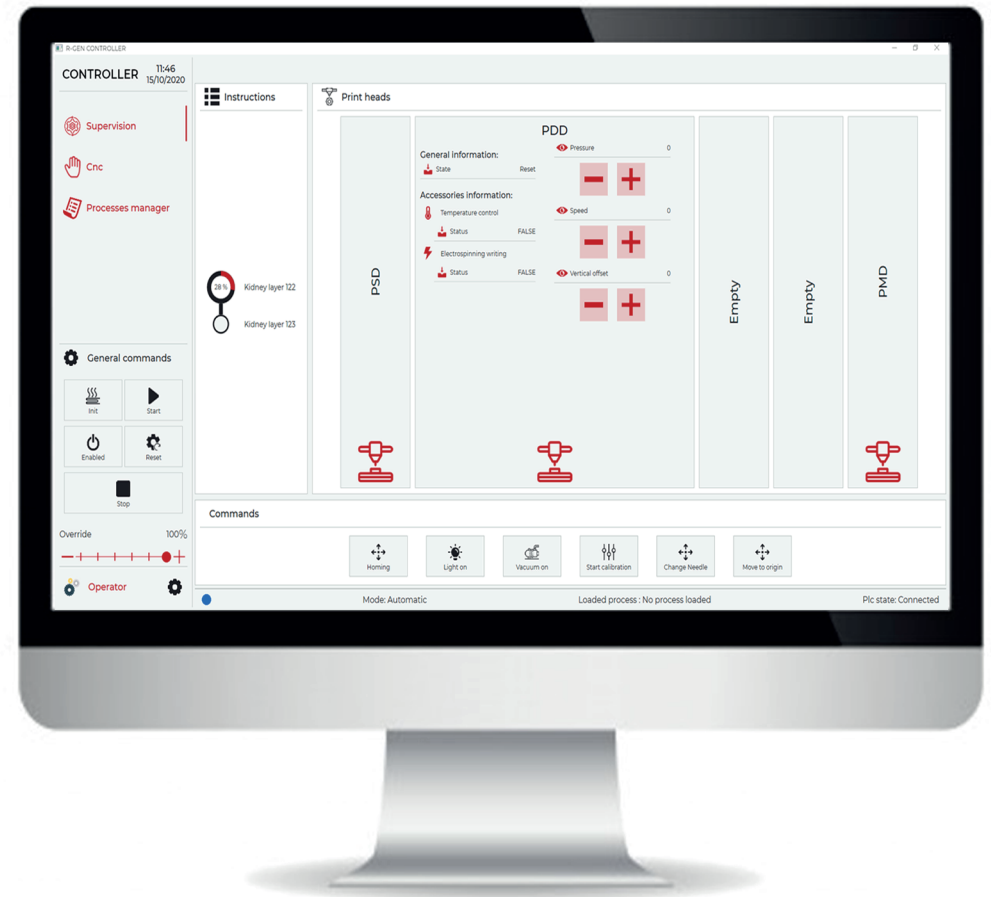 R-GEN CONTROLLER
CONTROLLER
11:46
15/10/2020
Supervision
Cnc
Processes manager
General commands
Init
Start
Enabled
Reset
Stop
Override 100%
Operator
Instructions
28 %
Kidney layer 122
Kidney layer 123
Print heads
PSD
PDD
General information:
State Reset
Accessories information:
Temperature control
Status FALSE
Electrospinning writing
Status FALSE
Pressure 0
Speed 0
Vertical offset 0
Empty
Empty
PMD
Commands
Homing
Light on
Vacuum on
Start calibration
Change Needle
Move to origin
Mode: Automatic
Loaded process : No process loaded
Plc state: Connected